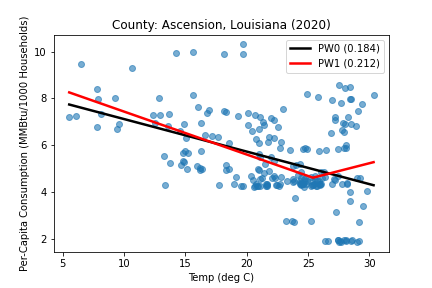 County: Ascension, Louisiana (2020)
PW0 (0.184)
PW1 (0.212)
Per-Capita Consumption (MMBtu/1000 Households)
10
8
6
4
2
5 10 15 20 25 30
Temp (deg C)